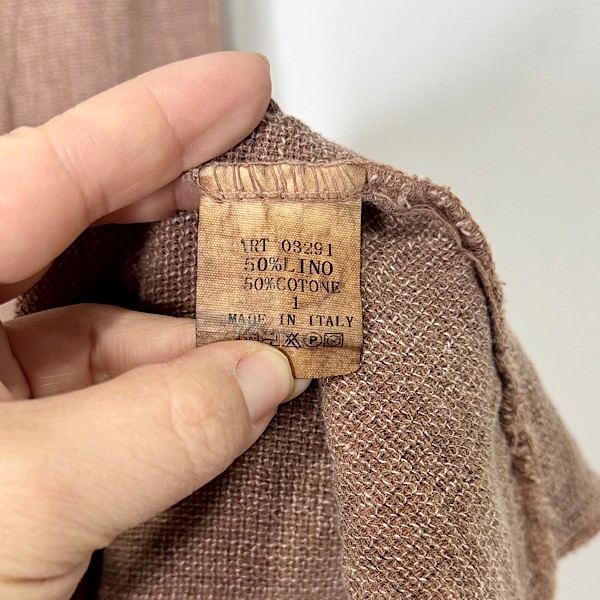 ART 03291
50%LINO
50%COTONE
1
MADE IN ITALY
P